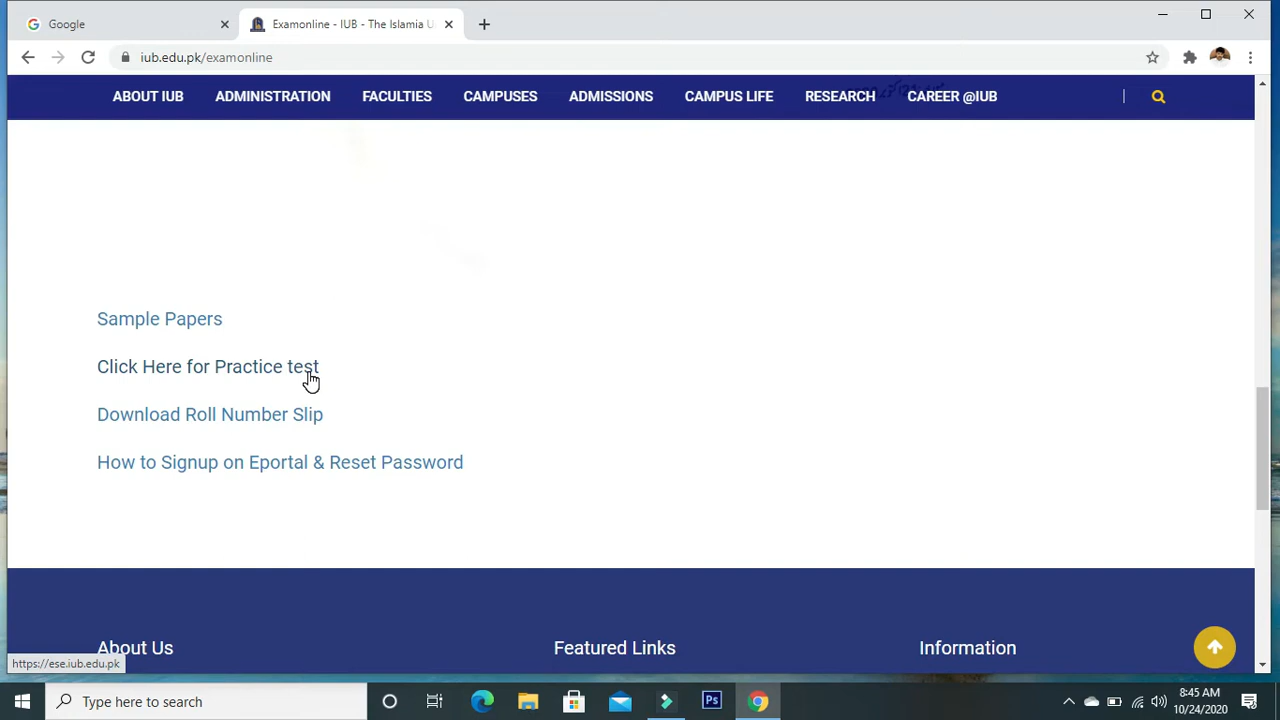 Google
Examonline - IUB - The Islamia U
iub.edu.pk/examonline
ABOUT IUB ADMINISTRATION FACULTIES CAMPUSES ADMISSIONS CAMPUS LIFE RESEARCH CAREER @IUB
Sample Papers
Click Here for Practice test
Download Roll Number Slip
How to Signup on Eportal & Reset Password
About Us Featured Links Information
https://ese.iub.edu.pk
Type here to search
Ps
8:45 AM
10/24/2020